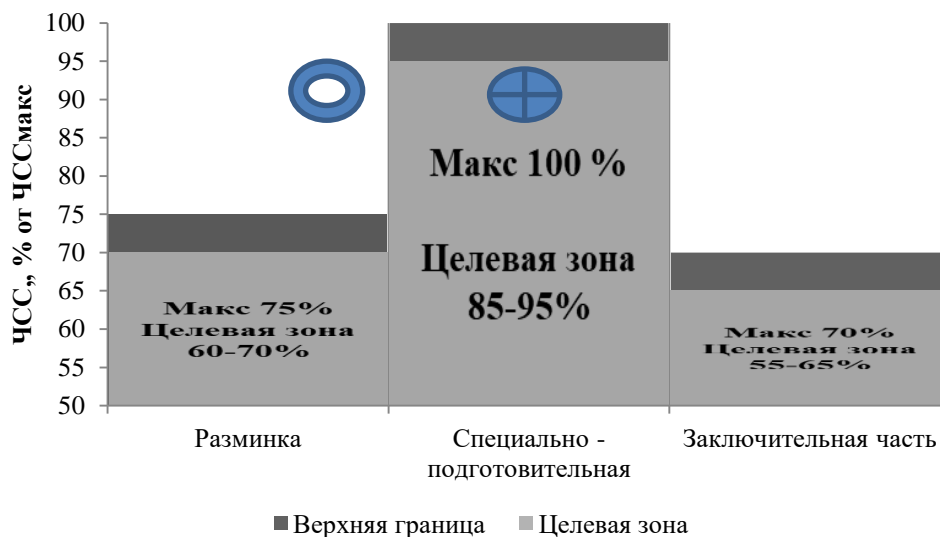 ЧСС,, % от ЧССмакс
100
95
90
85
80
75
70
65
60
55
50
Макс 75%
Целевая зона
60-70%
Макс 100 %
Целевая зона
85-95%
Макс 70%
Целевая зона
55-65%
Разминка
Специально -
подготовительная
Заключительная часть
Верхняя граница
Целевая зона